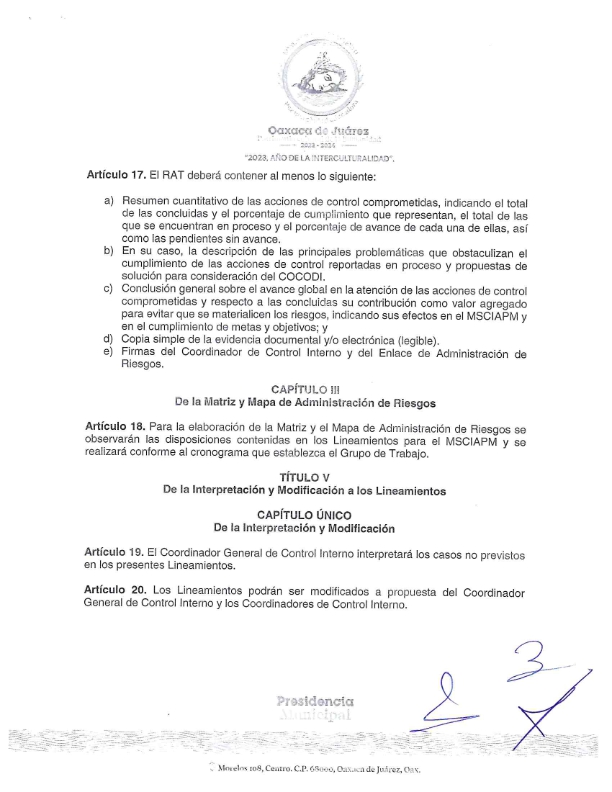 Oaxaca de Juárez
2022 - 2024
"2023, AÑO DE LA INTERCULTURALIDAD".
Artículo 17. El RAT deberá contener al menos lo siguiente:
a) Resumen cuantitativo de las acciones de control comprometidas, indicando el total
de las concluidas y el porcentaje de cumplimiento que representan, el total de las
que se encuentran en proceso y el porcentaje de avance de cada una de ellas, así
como las pendientes sin avance.
b) En su caso, la descripción de las principales problemáticas que obstaculizan el
cumplimiento de las acciones de control reportadas en proceso y propuestas de
solución para consideración del COCODI.
c) Conclusión general sobre el avance global en la atención de las acciones de control
comprometidas y respecto a las concluidas su contribución como valor agregado
para evitar que se materialicen los riesgos, indicando sus efectos en el MSCIAPM y
en el cumplimiento de metas y objetivos; y
d) Copia simple de la evidencia documental y/o electrónica (legible).
e) Firmas del Coordinador de Control Interno y del Enlace de Administración de
Riesgos.
CAPÍTULO III
De la Matriz y Mapa de Administración de Riesgos
Artículo 18. Para la elaboración de la Matriz y el Mapa de Administración de Riesgos se
observarán las disposiciones contenidas en los Lineamientos para el MSCIAPM y se
realizará conforme al cronograma que establezca el Grupo de Trabajo.
TÍTULO V
De la Interpretación y Modificación a los Lineamientos
CAPÍTULO ÚNICO
De la Interpretación y Modificación
Artículo 19. El Coordinador General de Control Interno interpretará los casos no previstos
en los presentes Lineamientos.
Artículo 20. Los Lineamientos podrán ser modificados a propuesta del Coordinador
General de Control Interno y los Coordinadores de Control Interno.
Presidencia
Municipal
Morelos 108, Centro. C.P. 68000, Oaxaca de Juárez, Oax.